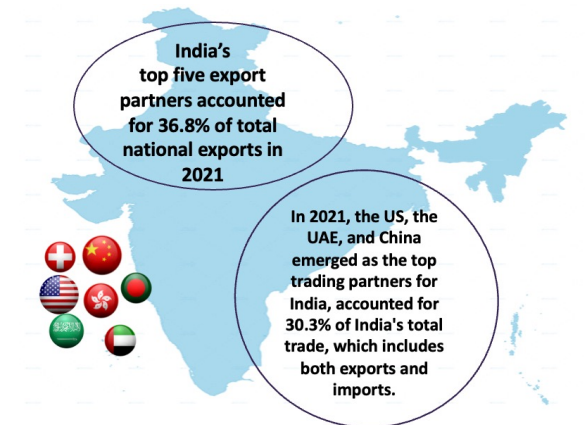 India’s
top five export
partners accounted
for 36.8% of total
national exports in
2021
In 2021, the US, the
UAE, and China
emerged as the top
trading partners for
India, accounted for
30.3% of India's total
trade, which includes
both exports and
imports.